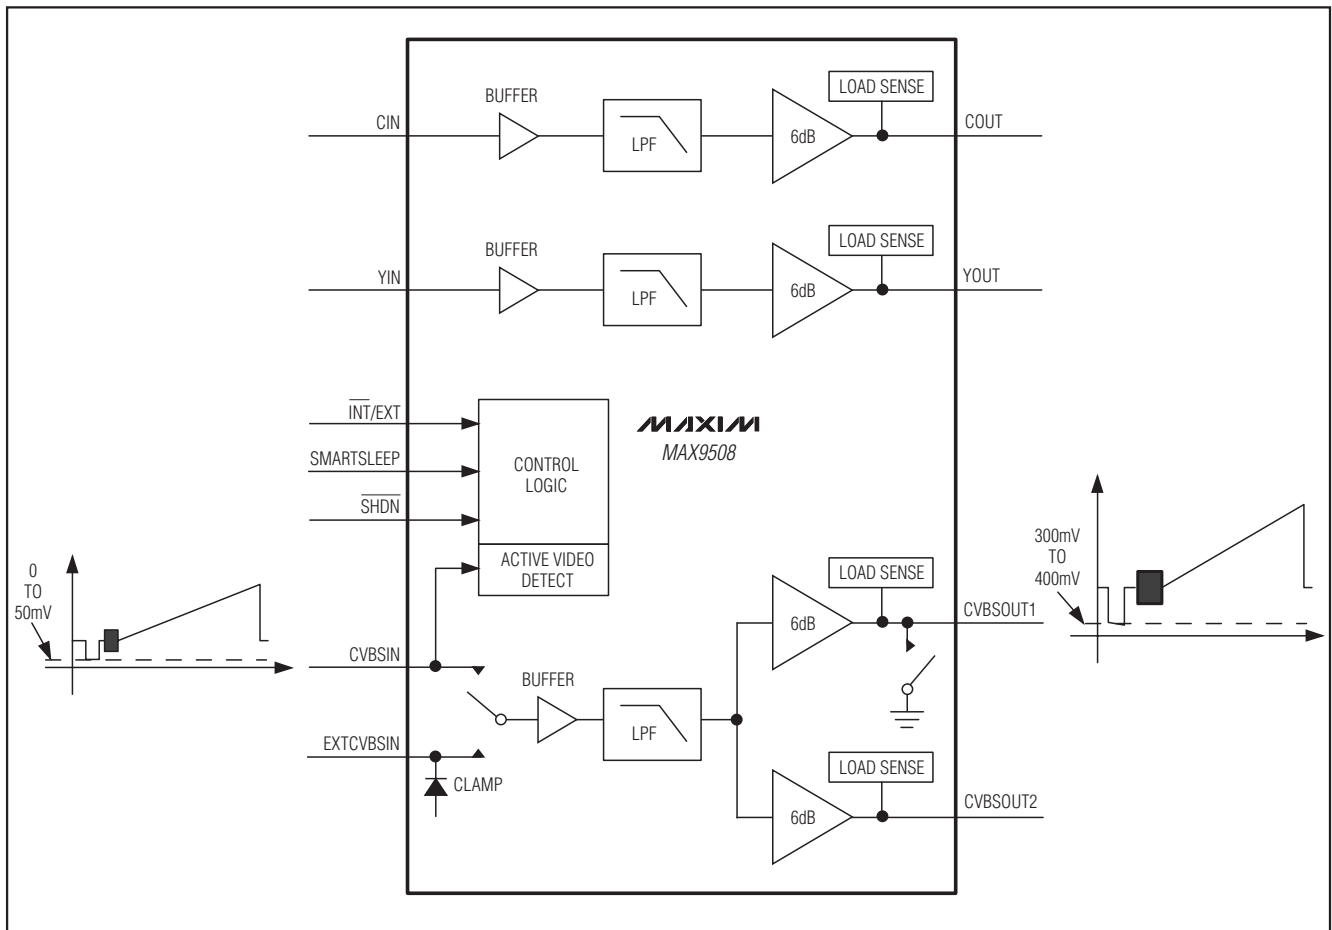 BUFFER
LOAD SENSE
CIN
LPF
6dB
COUT
BUFFER
LOAD SENSE
YIN
LPF
6dB
YOUT
INT/EXT
SMARTSLEEP
SHDN
CONTROL
LOGIC
ACTIVE VIDEO
DETECT
MAXIM
MAX9508
0
TO
50mV
300mV
TO
400mV
CVBSIN
EXTCVBSIN
CLAMP
BUFFER
LPF
LOAD SENSE
6dB
CVBSOUT1
LOAD SENSE
6dB
CVBSOUT2